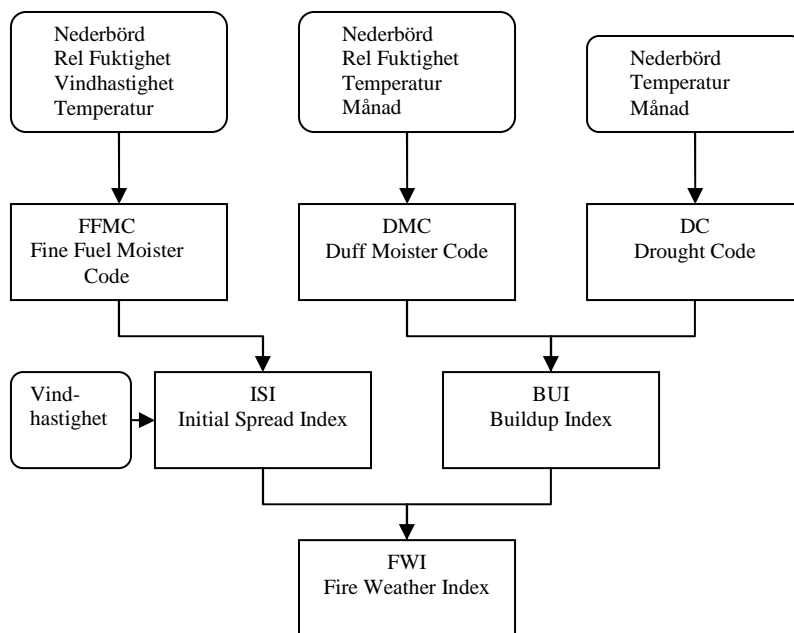 Nederbörd
Rel Fuktighet
Vindhastighet
Temperatur
Nederbörd
Rel Fuktighet
Temperatur
Månad
Nederbörd
Temperatur
Månad
FFMC
Fine Fuel Moister
Code
DMC
Duff Moister Code
DC
Drought Code
Vind-
hastighet
ISI
Initial Spread Index
BUI
Buildup Index
FWI
Fire Weather Index